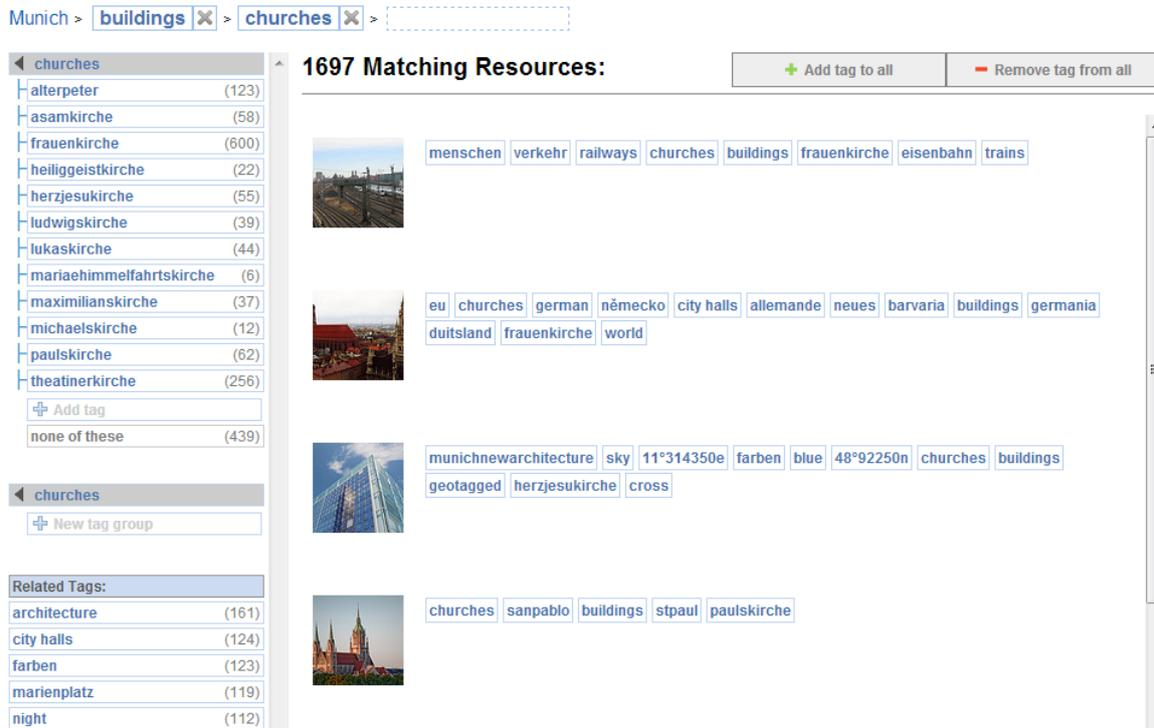 Munich > buildings > churches >
churches
alterpeter (123)
asamkirche (58)
frauenkirche (600)
heiliggeistkirche (22)
herzjesukirche (55)
ludwigskirche (39)
lukaskirche (44)
mariaehimmelfahrtskirche (6)
maximilianskirche (37)
michaelskirche (12)
paulskirche (62)
theatinerkirche (256)
Add tag
none of these (439)
churches
New tag group
Related Tags:
architecture (161)
city halls (124)
farben (123)
marienplatz (119)
night (112)
1697 Matching Resources:
Add tag to all
Remove tag from all
menschen verkehr railways churches buildings frauenkirche eisenbahn trains
eu churches german německo city halls allemande neues barvaria buildings germania
duitsland frauenkirche world
munichnewarchitecture sky 11°314350e farben blue 48°92250n churches buildings
geotagged herzjesukirche cross
churches sanpablo buildings stpaul paulskirche